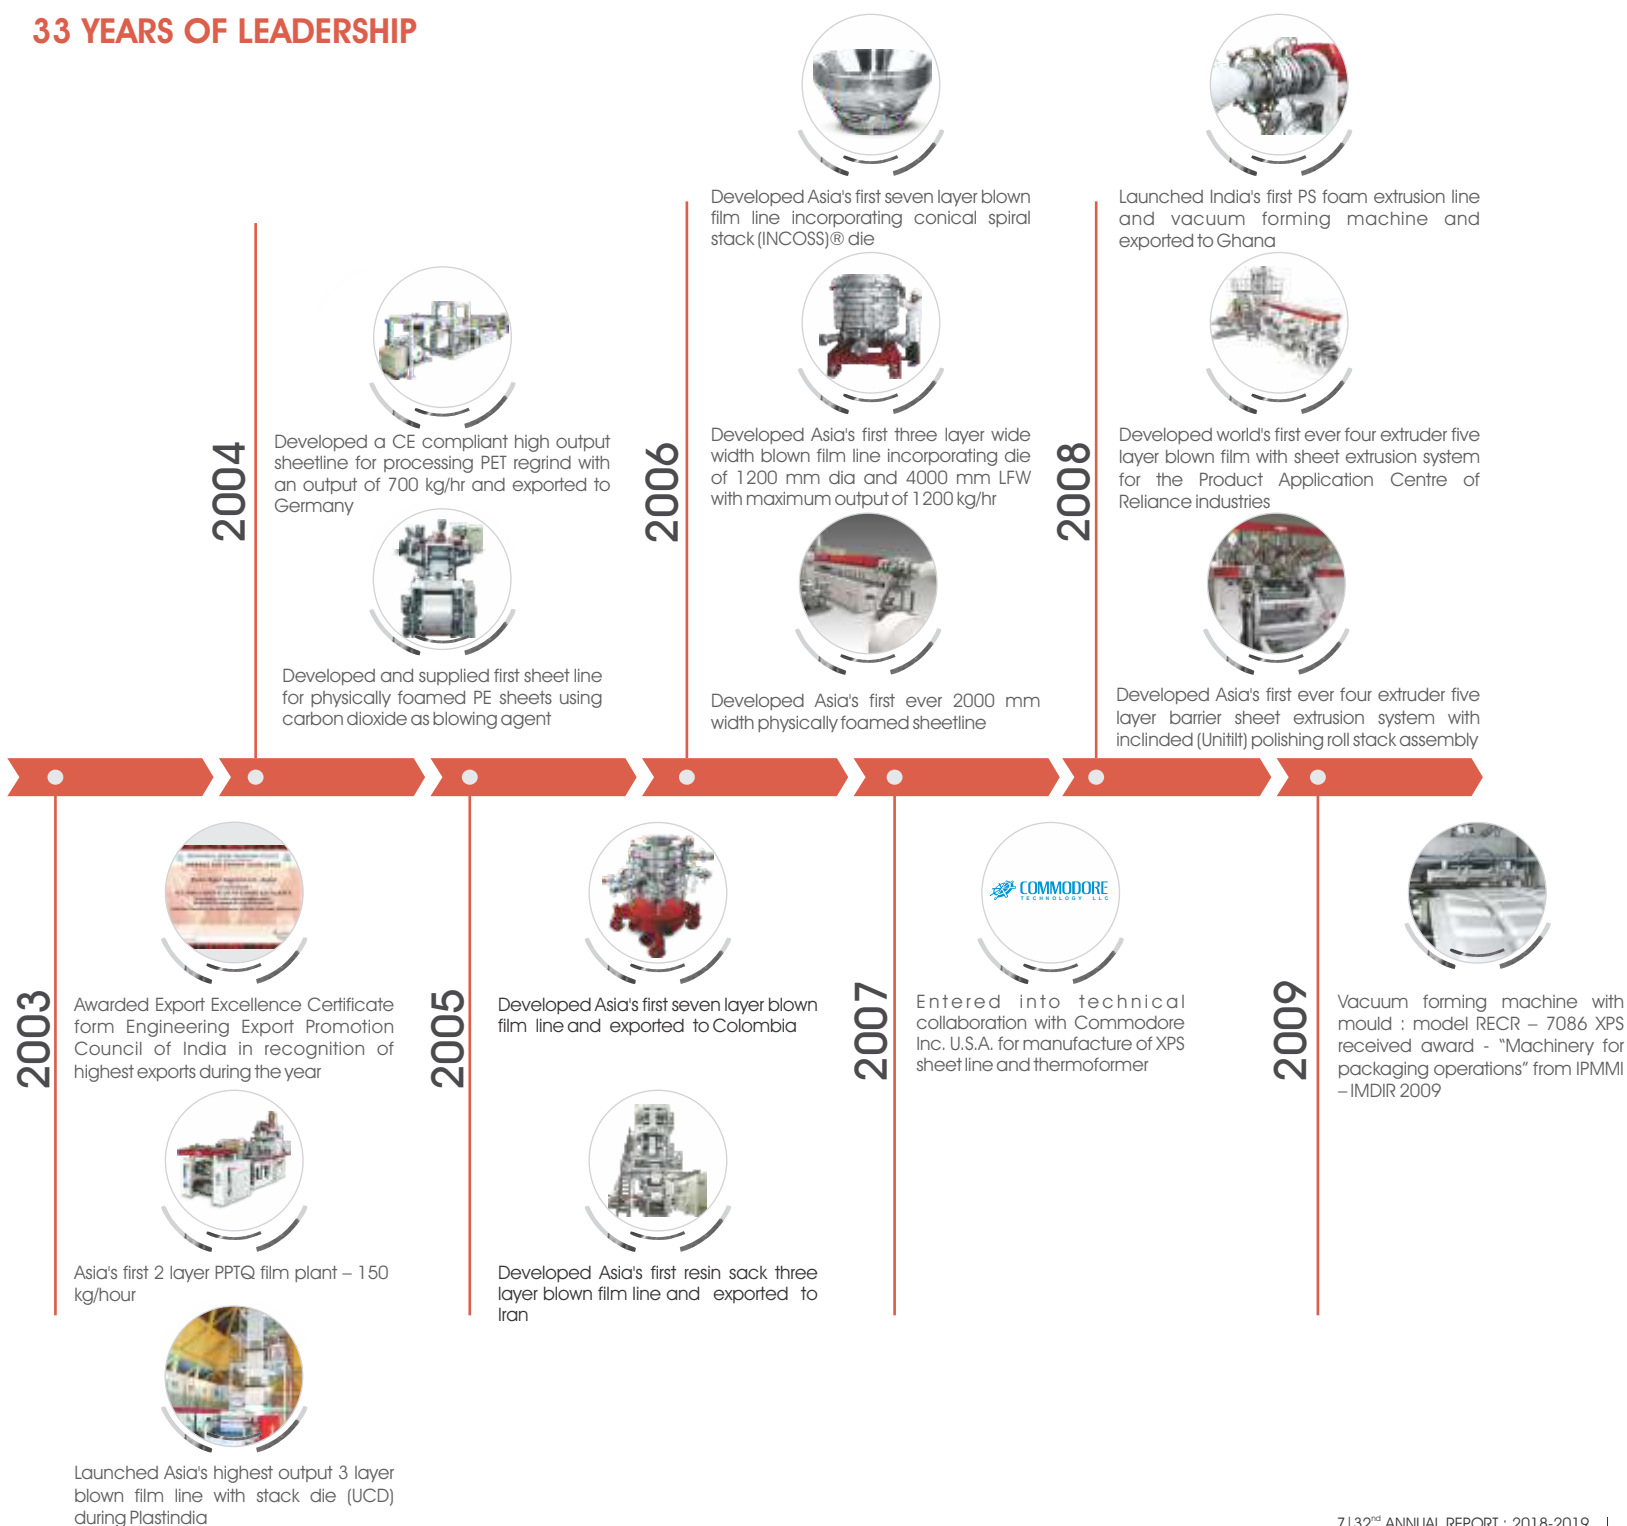 33 YEARS OF LEADERSHIP
2003
Awarded Export Excellence Certificate
form Engineering Export Promotion
Council of India in recognition of
highest exports during the year
Asia's first 2 layer PPTQ film plant – 150
kg/hour
Launched Asia's highest output 3 layer
blown film line with stack die (UCD)
during Plastindia
2004
Developed a CE compliant high output
sheetline for processing PET regrind with
an output of 700 kg/hr and exported to
Germany
Developed and supplied first sheet line
for physically foamed PE sheets using
carbon dioxide as blowing agent
2005
Developed Asia's first seven layer blown
film line and exported to Colombia
Developed Asia's first resin sack three
layer blown film line and exported to
Iran
2006
Developed Asia's first seven layer blown
film line incorporating conical spiral
stack (INCOSS)® die
Developed Asia's first three layer wide
width blown film line incorporating die
of 1200 mm dia and 4000 mm LFW
with maximum output of 1200 kg/hr
Developed Asia's first ever 2000 mm
width physically foamed sheetline
2007
COMMODORE
TECHNOLOGY LLC
Entered into technical
collaboration with Commodore
Inc. U.S.A. for manufacture of XPS
sheet line and thermoformer
2008
Launched India's first PS foam extrusion line
and vacuum forming machine and
exported to Ghana
Developed world's first ever four extruder five
layer blown film with sheet extrusion system
for the Product Application Centre of
Reliance industries
Developed Asia's first ever four extruder five
layer barrier sheet extrusion system with
inclinded (Unitilt) polishing roll stack assembly
2009
Vacuum forming machine with
mould : model RECR – 7086 XPS
received award - “Machinery for
packaging operations” from IPMMI
– IMDIR 2009
7|32nd ANNUAL REPORT : 2018-2019 |